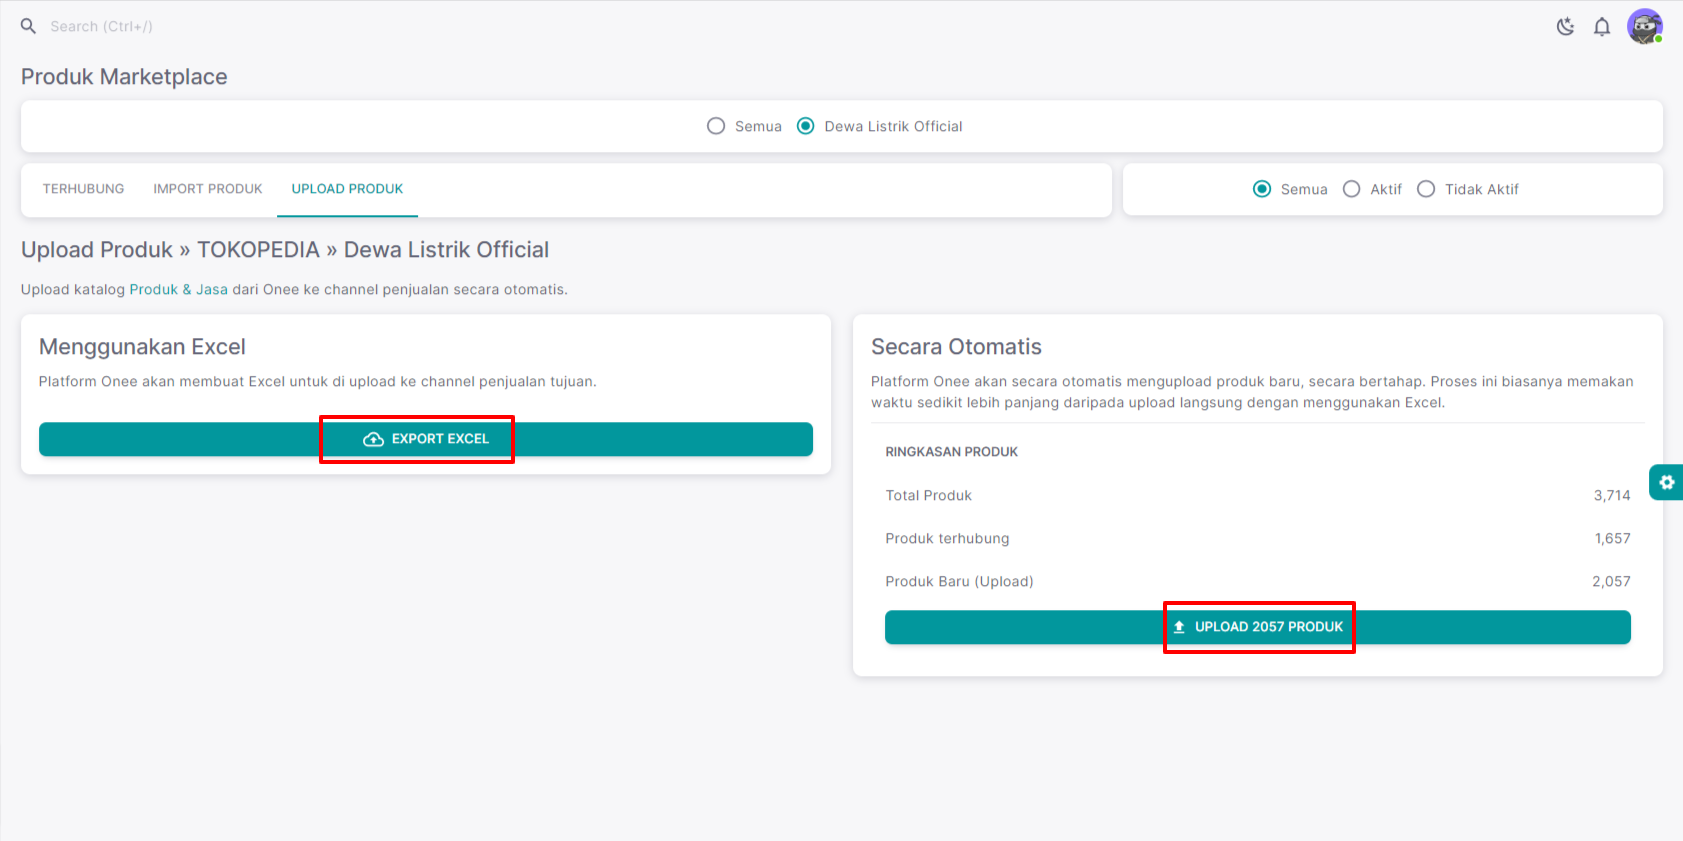 Search (Ctrl+/)
Produk Marketplace
Semua Dewa Listrik Official
TERHUBUNG IMPORT PRODUK UPLOAD PRODUK
Semua Aktif Tidak Aktif
Upload Produk » TOKOPEDIA » Dewa Listrik Official
Upload katalog Produk & Jasa dari Onee ke channel penjualan secara otomatis.
Menggunakan Excel
Platform Onee akan membuat Excel untuk di upload ke channel penjualan tujuan.
EXPORT EXCEL
Secara Otomatis
Platform Onee akan secara otomatis mengupload produk baru, secara bertahap. Proses ini biasanya memakan
waktu sedikit lebih panjang daripada upload langsung dengan menggunakan Excel.
RINGKASAN PRODUK
Total Produk 3,714
Produk terhubung 1,657
Produk Baru (Upload) 2,057
UPLOAD 2057 PRODUK